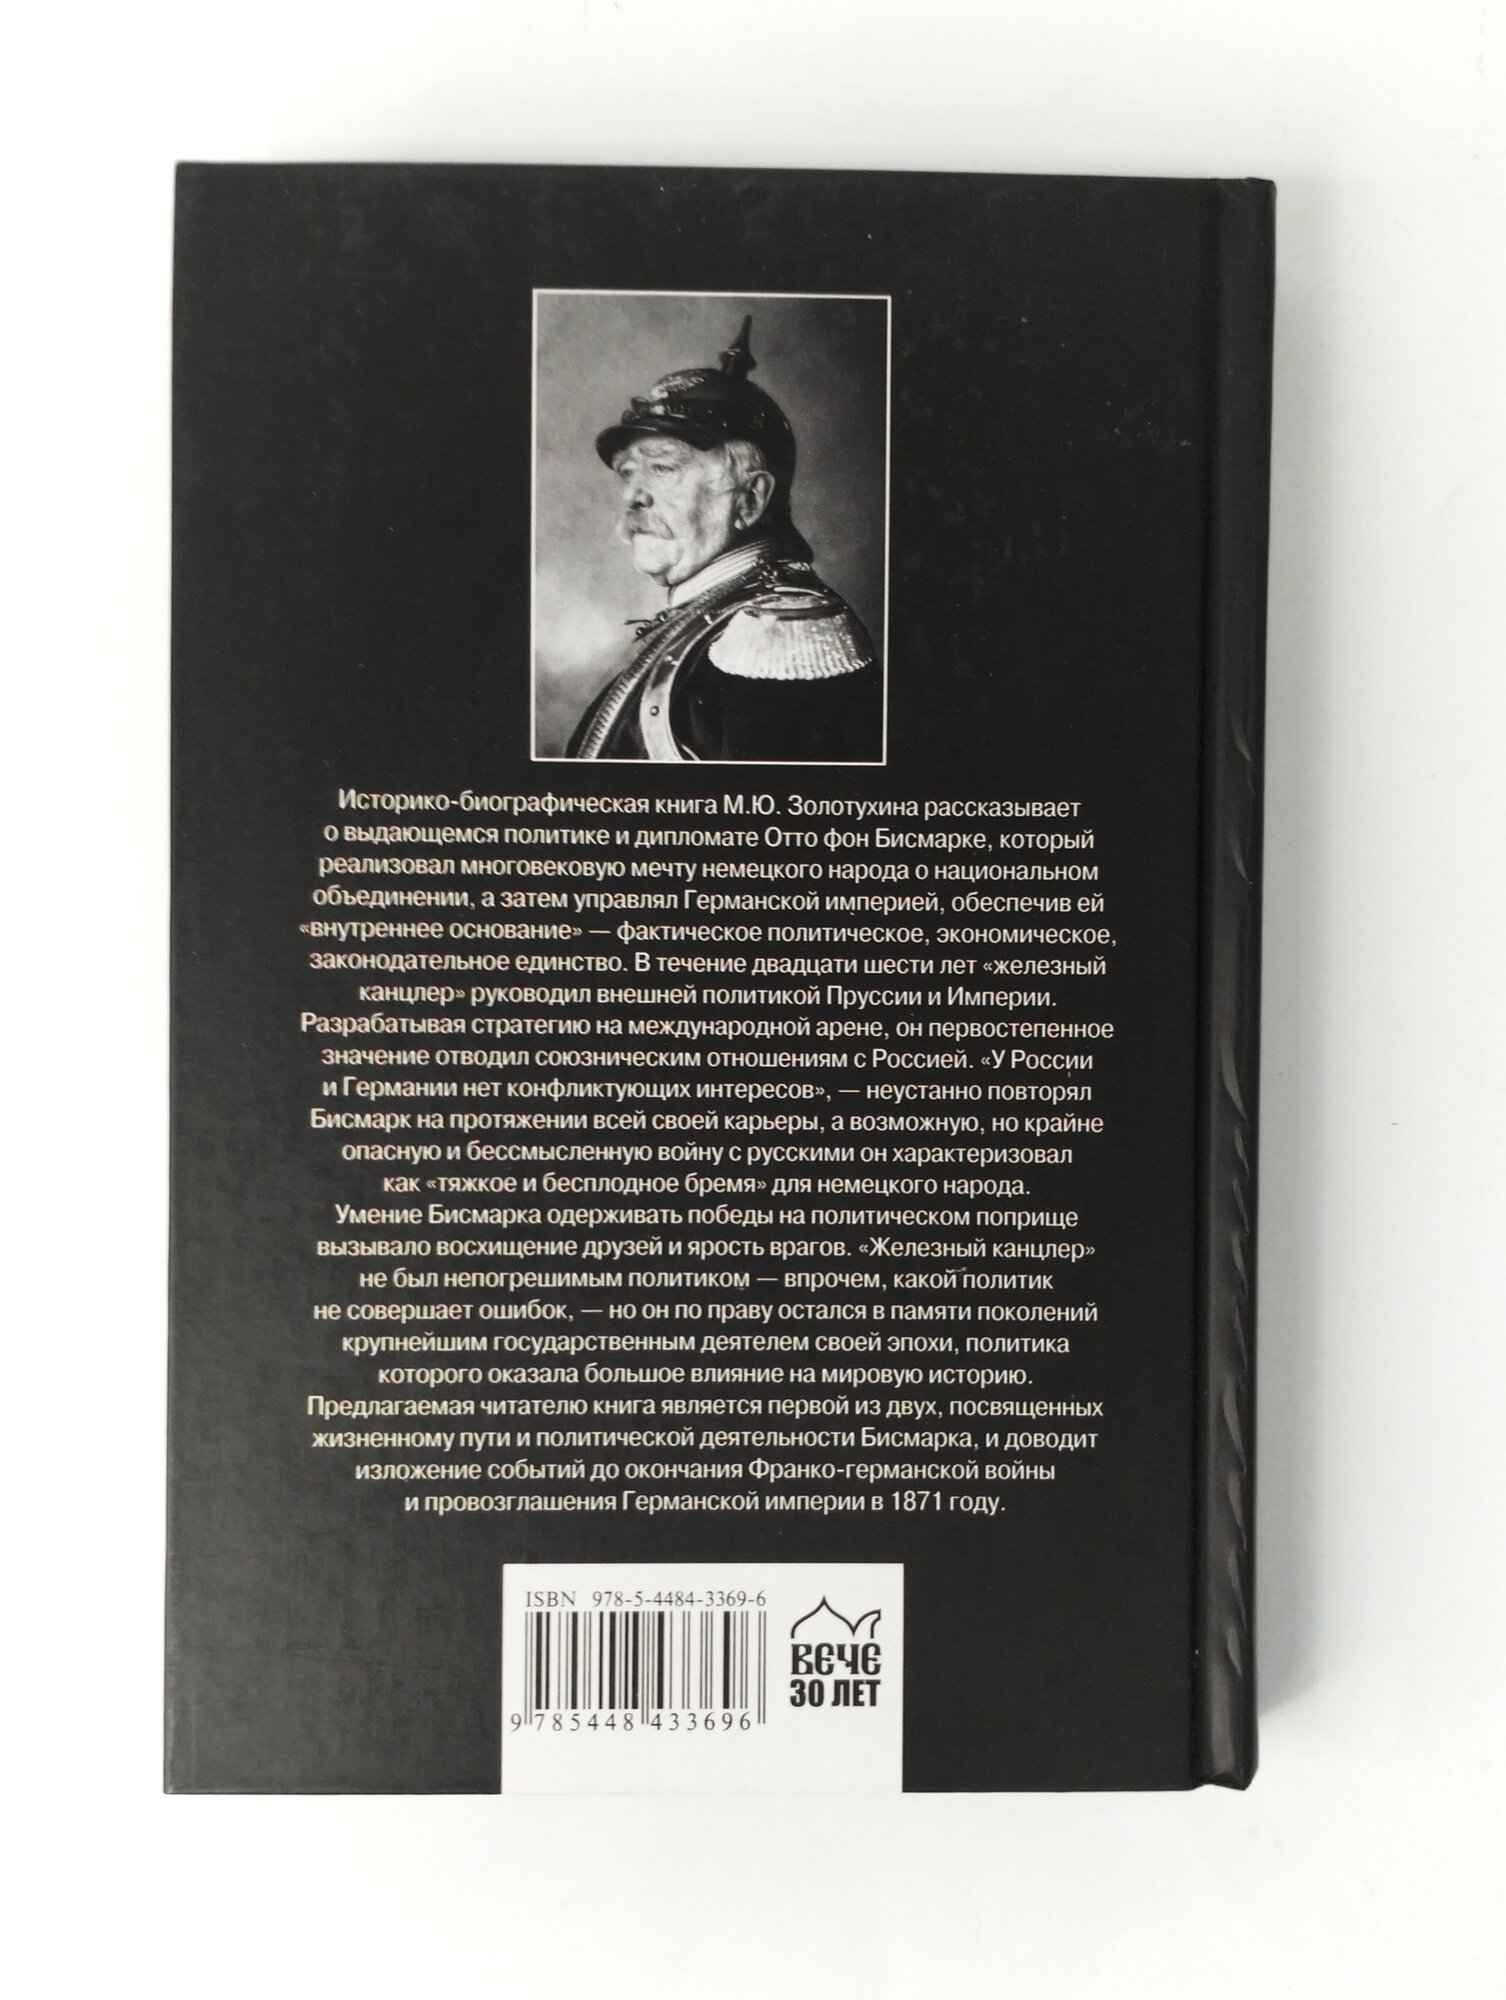 Историко-биографическая книга М.Ю. Золотухина рассказывает
о выдающемся политике и дипломате Отто фон Бисмарке, который
реализовал многовековую мечту немецкого народа о национальном
объединении, а затем управлял Германской империей, обеспечив ей
«внутреннее основание» — фактическое политическое, экономическое,
законодательное единство. В течение двадцати шести лет «железный
канцлер» руководил внешней политикой Пруссии и Империи.
Разрабатывая стратегию на международной арене, он первостепенное
значение отводил союзническим отношениям с Россией. «У России
и Германии нет конфликтующих интересов», — неустанно повторял
Бисмарк на протяжении всей своей карьеры, а возможную, но крайне
опасную и бессмысленную войну с русскими он характеризовал
как «тяжкое и бесплодное бремя» для немецкого народа.
Умение Бисмарка одерживать победы на политическом поприще
вызывало восхищение друзей и ярость врагов. «Железный канцлер»
не был непогрешимым политиком — впрочем, какой политик
не совершает ошибок, — но он по праву остался в памяти поколений
крупнейшим государственным деятелем своей эпохи, политика
которого оказала большое влияние на мировую историю.
Предлагаемая читателю книга является первой из двух, посвященных
жизненному пути и политической деятельности Бисмарка, и доводит
изложение событий до окончания Франко-германской войны
и провозглашения Германской империи в 1871 году.
ISBN 978-5-4484-3369-6
9 785448 433696
ВЕЧЕ
30 ЛЕТ